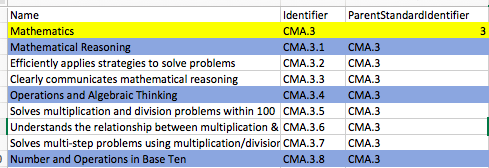 Name Identifier ParentStandardIdentifier
Mathematics CMA.3 3
Mathematical Reasoning CMA.3.1 CMA.3
Efficiently applies strategies to solve problems CMA.3.2 CMA.3
Clearly communicates mathematical reasoning CMA.3.3 CMA.3
Operations and Algebraic Thinking CMA.3.4 CMA.3
Solves multiplication and division problems within 100 CMA.3.5 CMA.3
Understands the relationship between multiplication & CMA.3.6 CMA.3
Solves multi-step problems using multiplication/division CMA.3.7 CMA.3
Number and Operations in Base Ten CMA.3.8 CMA.3